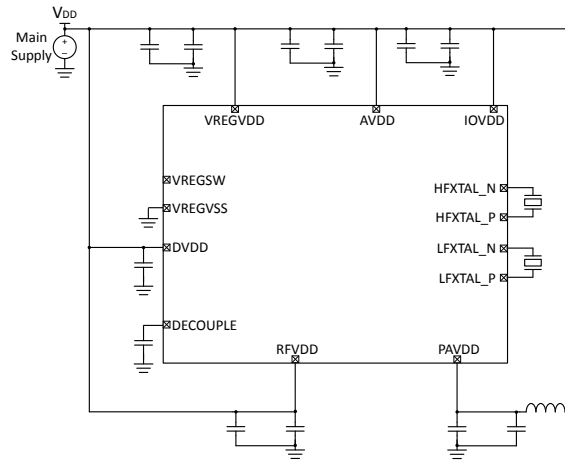 VDD
Main
Supply
VREGVDD
AVDD
IOVDD
VREGSW
HFXTAL_N
VREGVSS
HFXTAL_P
DVDD
LFXTAL_N
LFXTAL_P
DECOUPLE
RFVDD
PAVDD